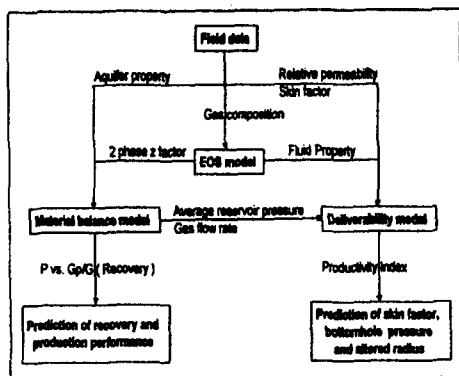 Field data
Aquifer property
Relative permeability
Skin factor
Gas composition
2 phase z factor
EOS model
Fluid Property
Material balance model
Average reservoir pressure
Gas flow rate
Deliverability model
P vs. Gp/G ( Recovery )
Productivity index
Prediction of recovery and
production performance
Prediction of skin factor,
bottomhole pressure
and altered radius